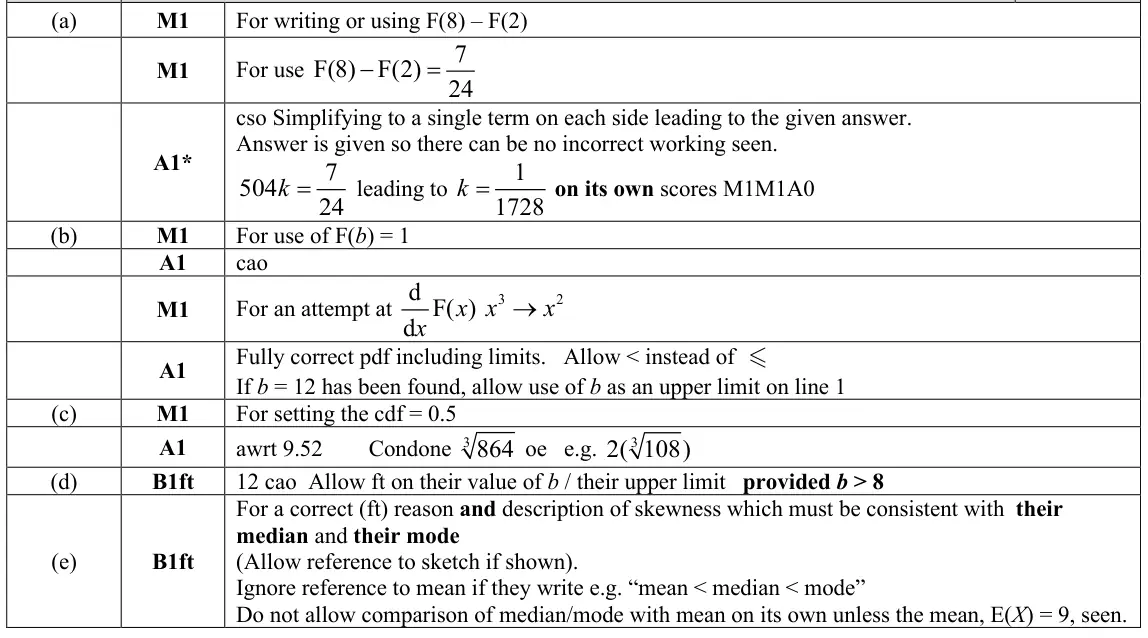 (a) M1 For writing or using F(8) – F(2)
M1 For use F(8) − F(2) = 7/24
cso Simplifying to a single term on each side leading to the given answer.
Answer is given so there can be no incorrect working seen.
A1* 504k = 7/24 leading to k = 1/1728 on its own scores M1M1A0
(b) M1 For use of F(b) = 1
A1 cao
M1 For an attempt at d/dx F(x) x³ → x²
A1 Fully correct pdf including limits. Allow < instead of ⩽
If b = 12 has been found, allow use of b as an upper limit on line 1
(c) M1 For setting the cdf = 0.5
A1 awrt 9.52 Condone ∛864 oe e.g. 2(∛108)
(d) B1ft 12 cao Allow ft on their value of b / their upper limit provided b > 8
For a correct (ft) reason and description of skewness which must be consistent with their
median and their mode
(e) B1ft (Allow reference to sketch if shown).
Ignore reference to mean if they write e.g. “mean < median < mode”
Do not allow comparison of median/mode with mean on its own unless the mean, E(X) = 9, seen.